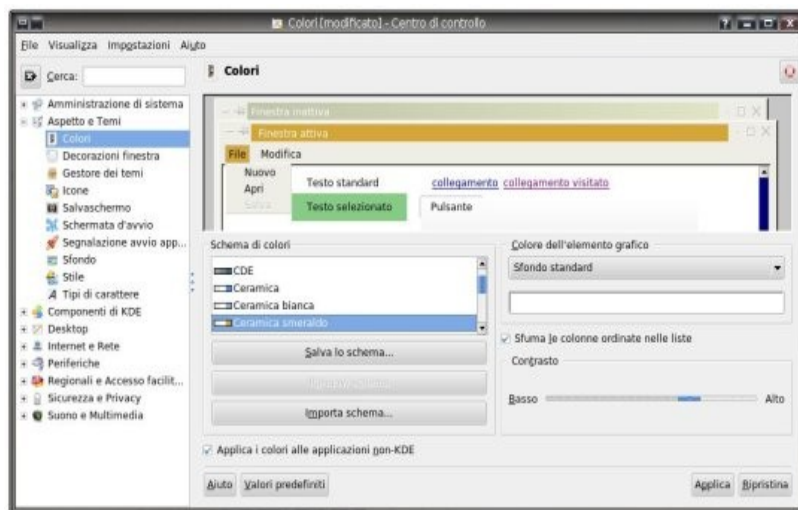 Colori [modificato] - Centro di controllo
File Visualizza Impostazioni Aiuto
Cerca:
Colori
Amministrazione di sistema
Aspetto e Temi
Colori
Decorazioni finestra
Gestore dei temi
Icone
Salvaschermo
Schermata d'avvio
Segnalazione avvio app...
Sfondo
Stile
Tipi di carattere
Componenti di KDE
Desktop
Internet e Rete
Periferiche
Regionali e Accesso facilit...
Sicurezza e Privacy
Suono e Multimedia
Finestra inattiva
Finestra attiva
File Modifica
Nuovo
Apri
Salva
Testo standard collegamento collegamento visitato
Testo selezionato Pulsante
Schema di colori
CDE
Ceramica
Ceramica bianca
Ceramica smeraldo
Salva lo schema...
Importa schema...
Colore dell'elemento grafico
Sfondo standard
Sfuma le colonne ordinate nelle liste
Contrasto
Basso Alto
Applica i colori alle applicazioni non-KDE
Aiuto Valori predefiniti Applica Ripristina